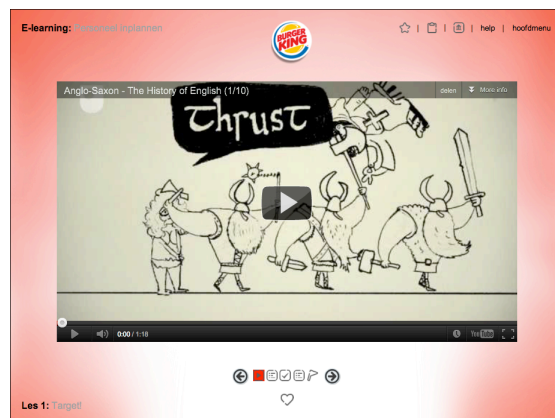 E-learning: Personeel inplannen
BURGER KING
| | | help | hoofdmenu
Anglo-Saxon - The History of English (1/10)
delen
More info
Thrust
0:00 / 1:18
YouTube
Les 1: Target!